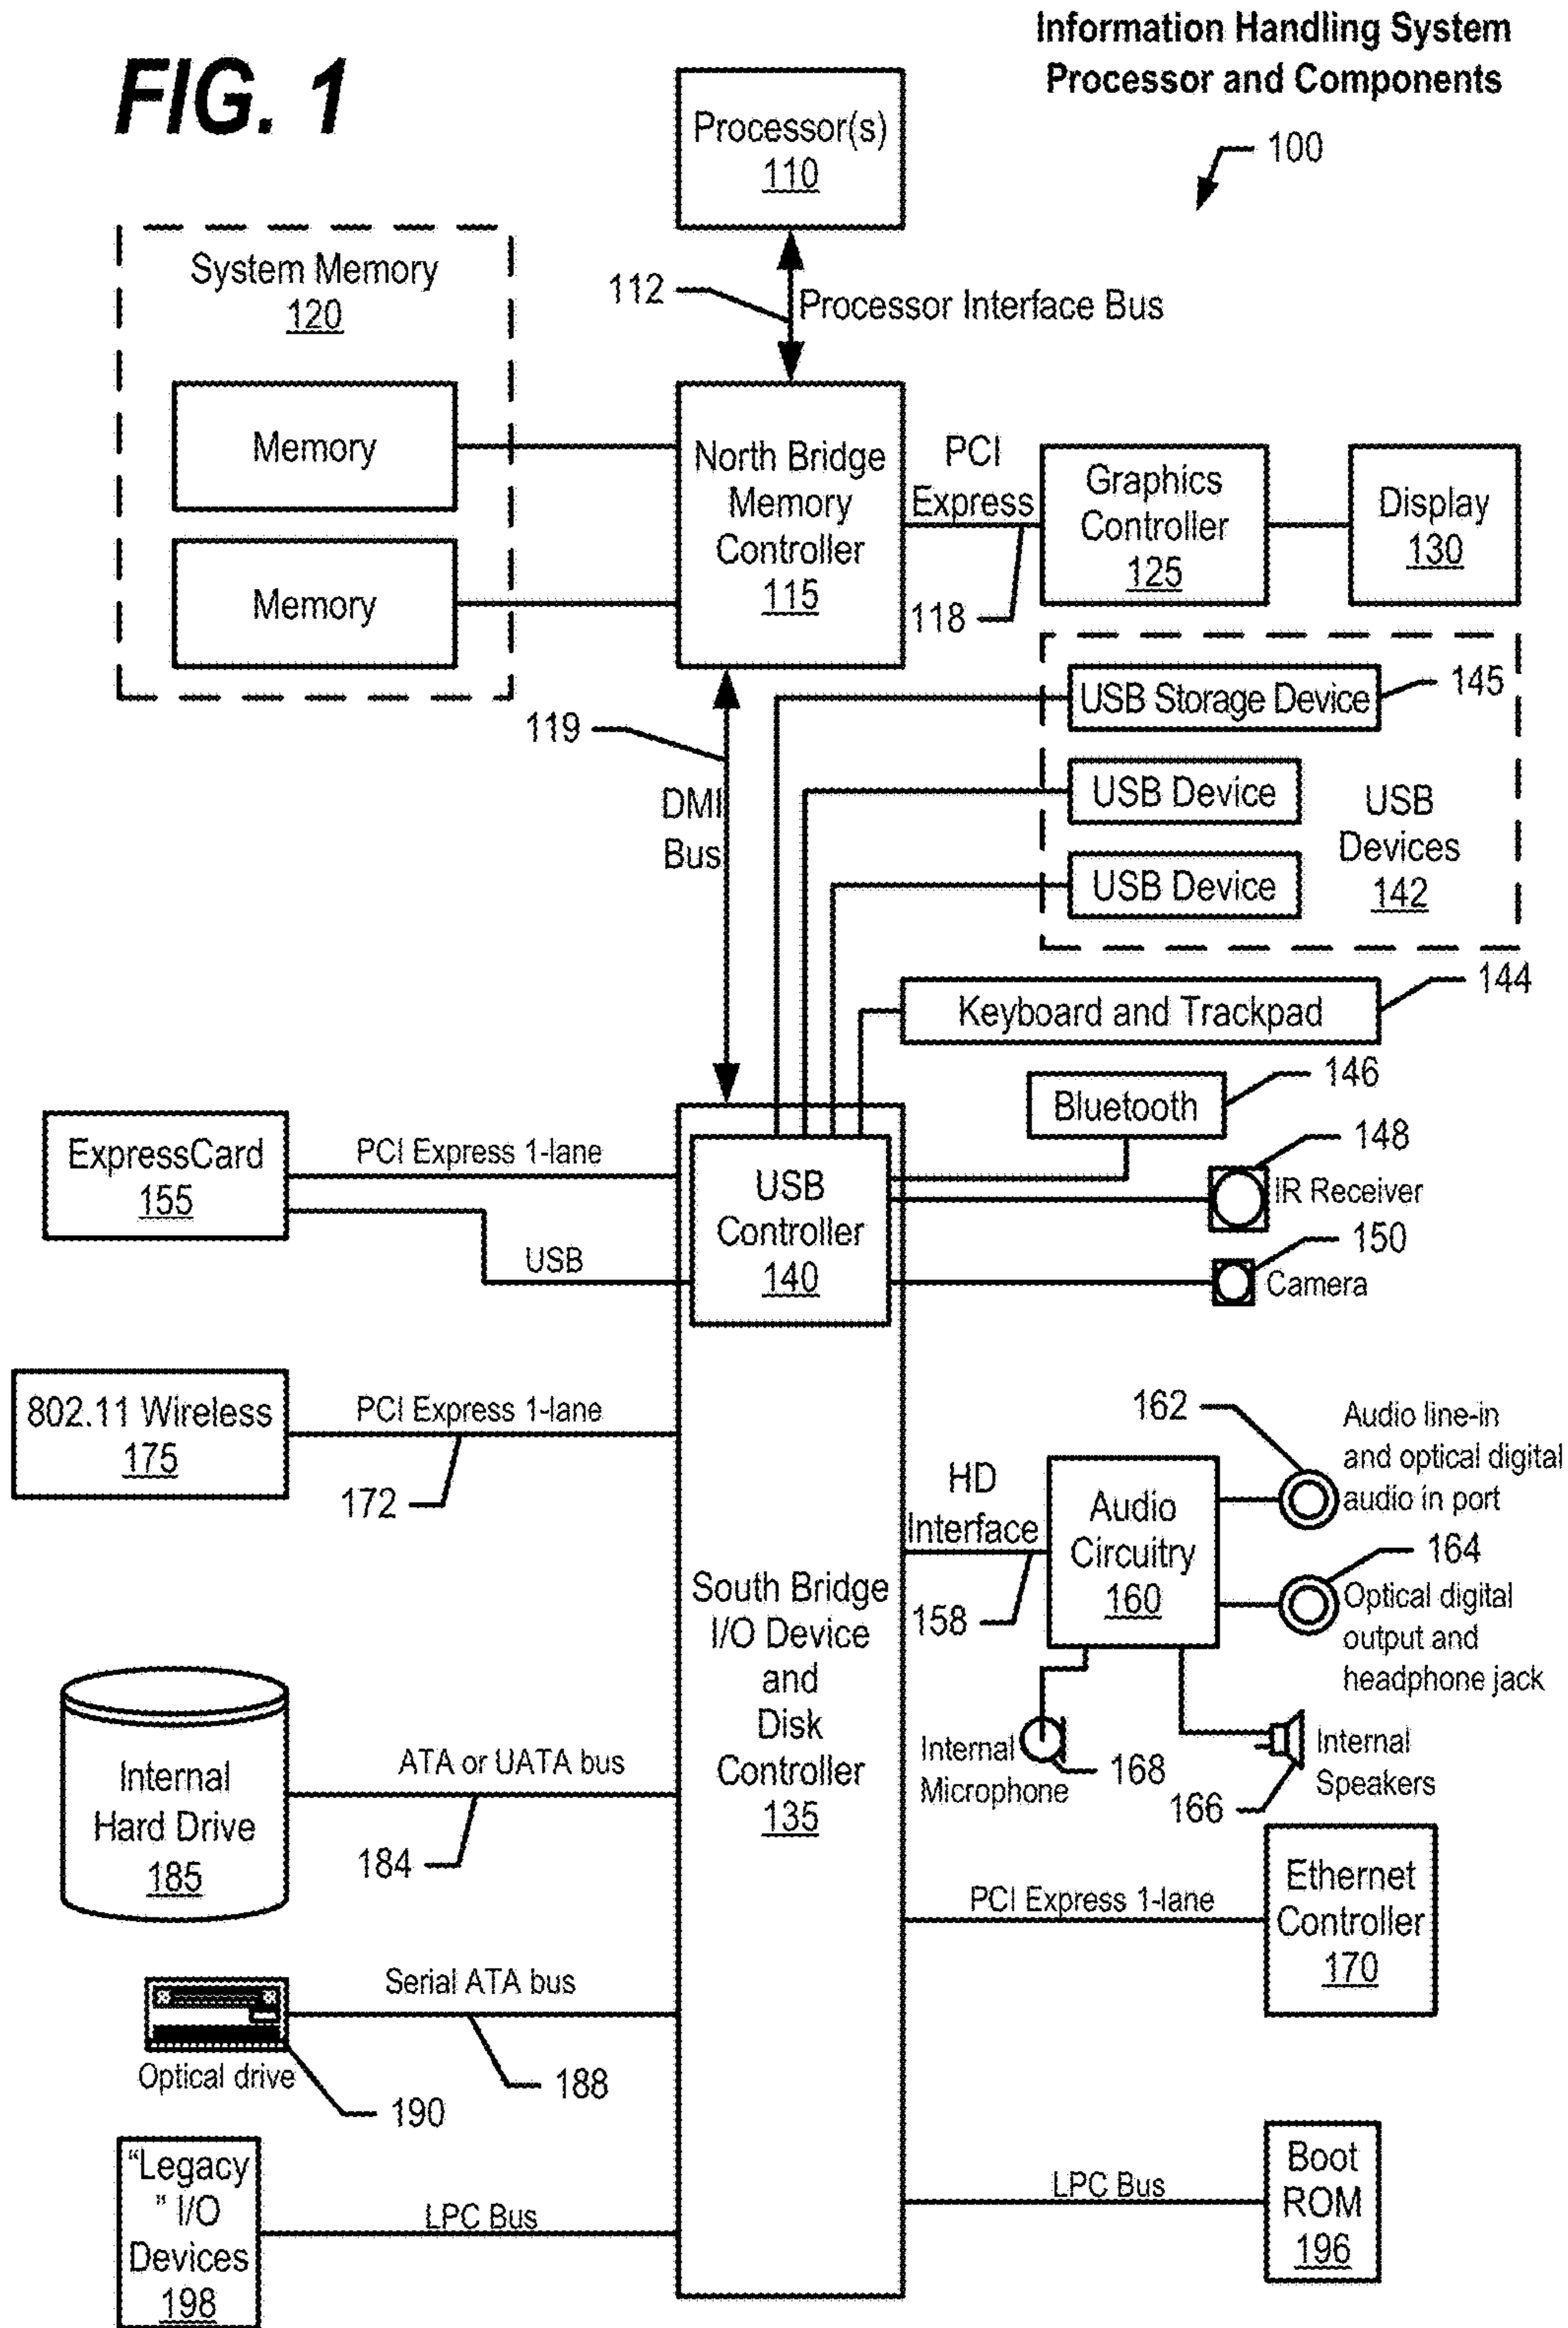 FIG. 1
Information Handling System
Processor and Components
100
Processor(s)
110
System Memory
120
112
Processor Interface Bus
Memory
Memory
North Bridge
Memory
Controller
115
PCI
Express
118
Graphics
Controller
125
Display
130
119
DMI
Bus
USB Storage Device
145
USB Device
USB Device
USB
Devices
142
Keyboard and Trackpad
144
Bluetooth
146
148
IR Receiver
150
Camera
ExpressCard
155
PCI Express 1-lane
USB
USB
Controller
140
802.11 Wireless
175
PCI Express 1-lane
172
162
Audio line-in
and optical digital
audio in port
HD
Interface
158
Audio
Circuitry
160
164
Optical digital
output and
headphone jack
South Bridge
I/O Device
and
Disk
Controller
135
Internal
Microphone
168
Internal
Speakers
166
Internal
Hard Drive
185
ATA or UATA bus
184
PCI Express 1-lane
Ethernet
Controller
170
Serial ATA bus
188
Optical drive
190
"Legacy
" I/O
Devices
198
LPC Bus
LPC Bus
Boot
ROM
196